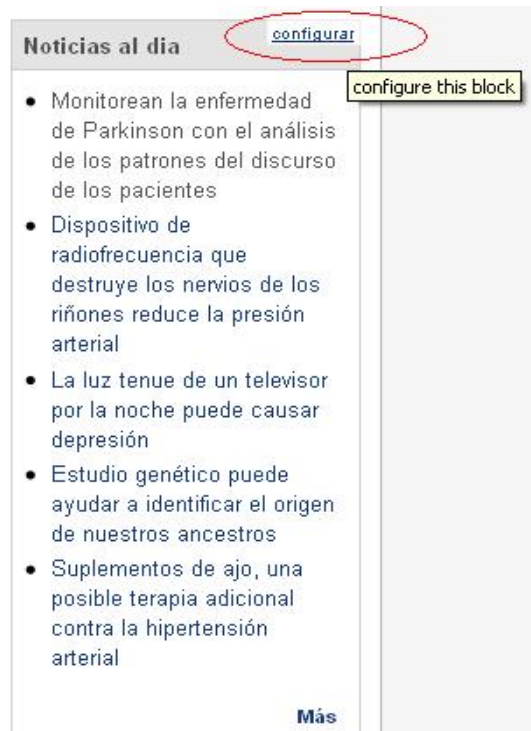 Noticias al dia
configurar
configure this block
Monitorean la enfermedad
de Parkinson con el análisis
de los patrones del discurso
de los pacientes
Dispositivo de
radiofrecuencia que
destruye los nervios de los
riñones reduce la presión
arterial
La luz tenue de un televisor
por la noche puede causar
depresión
Estudio genético puede
ayudar a identificar el origen
de nuestros ancestros
Suplementos de ajo, una
posible terapia adicional
contra la hipertensión
arterial
Más